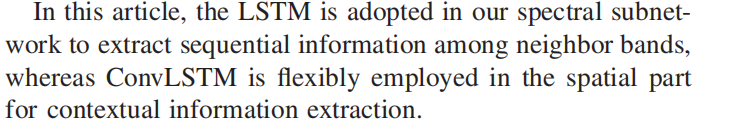 In this article, the LSTM is adopted in our spectral subnet-
work to extract sequential information among neighbor bands,
whereas ConvLSTM is flexibly employed in the spatial part
for contextual information extraction.